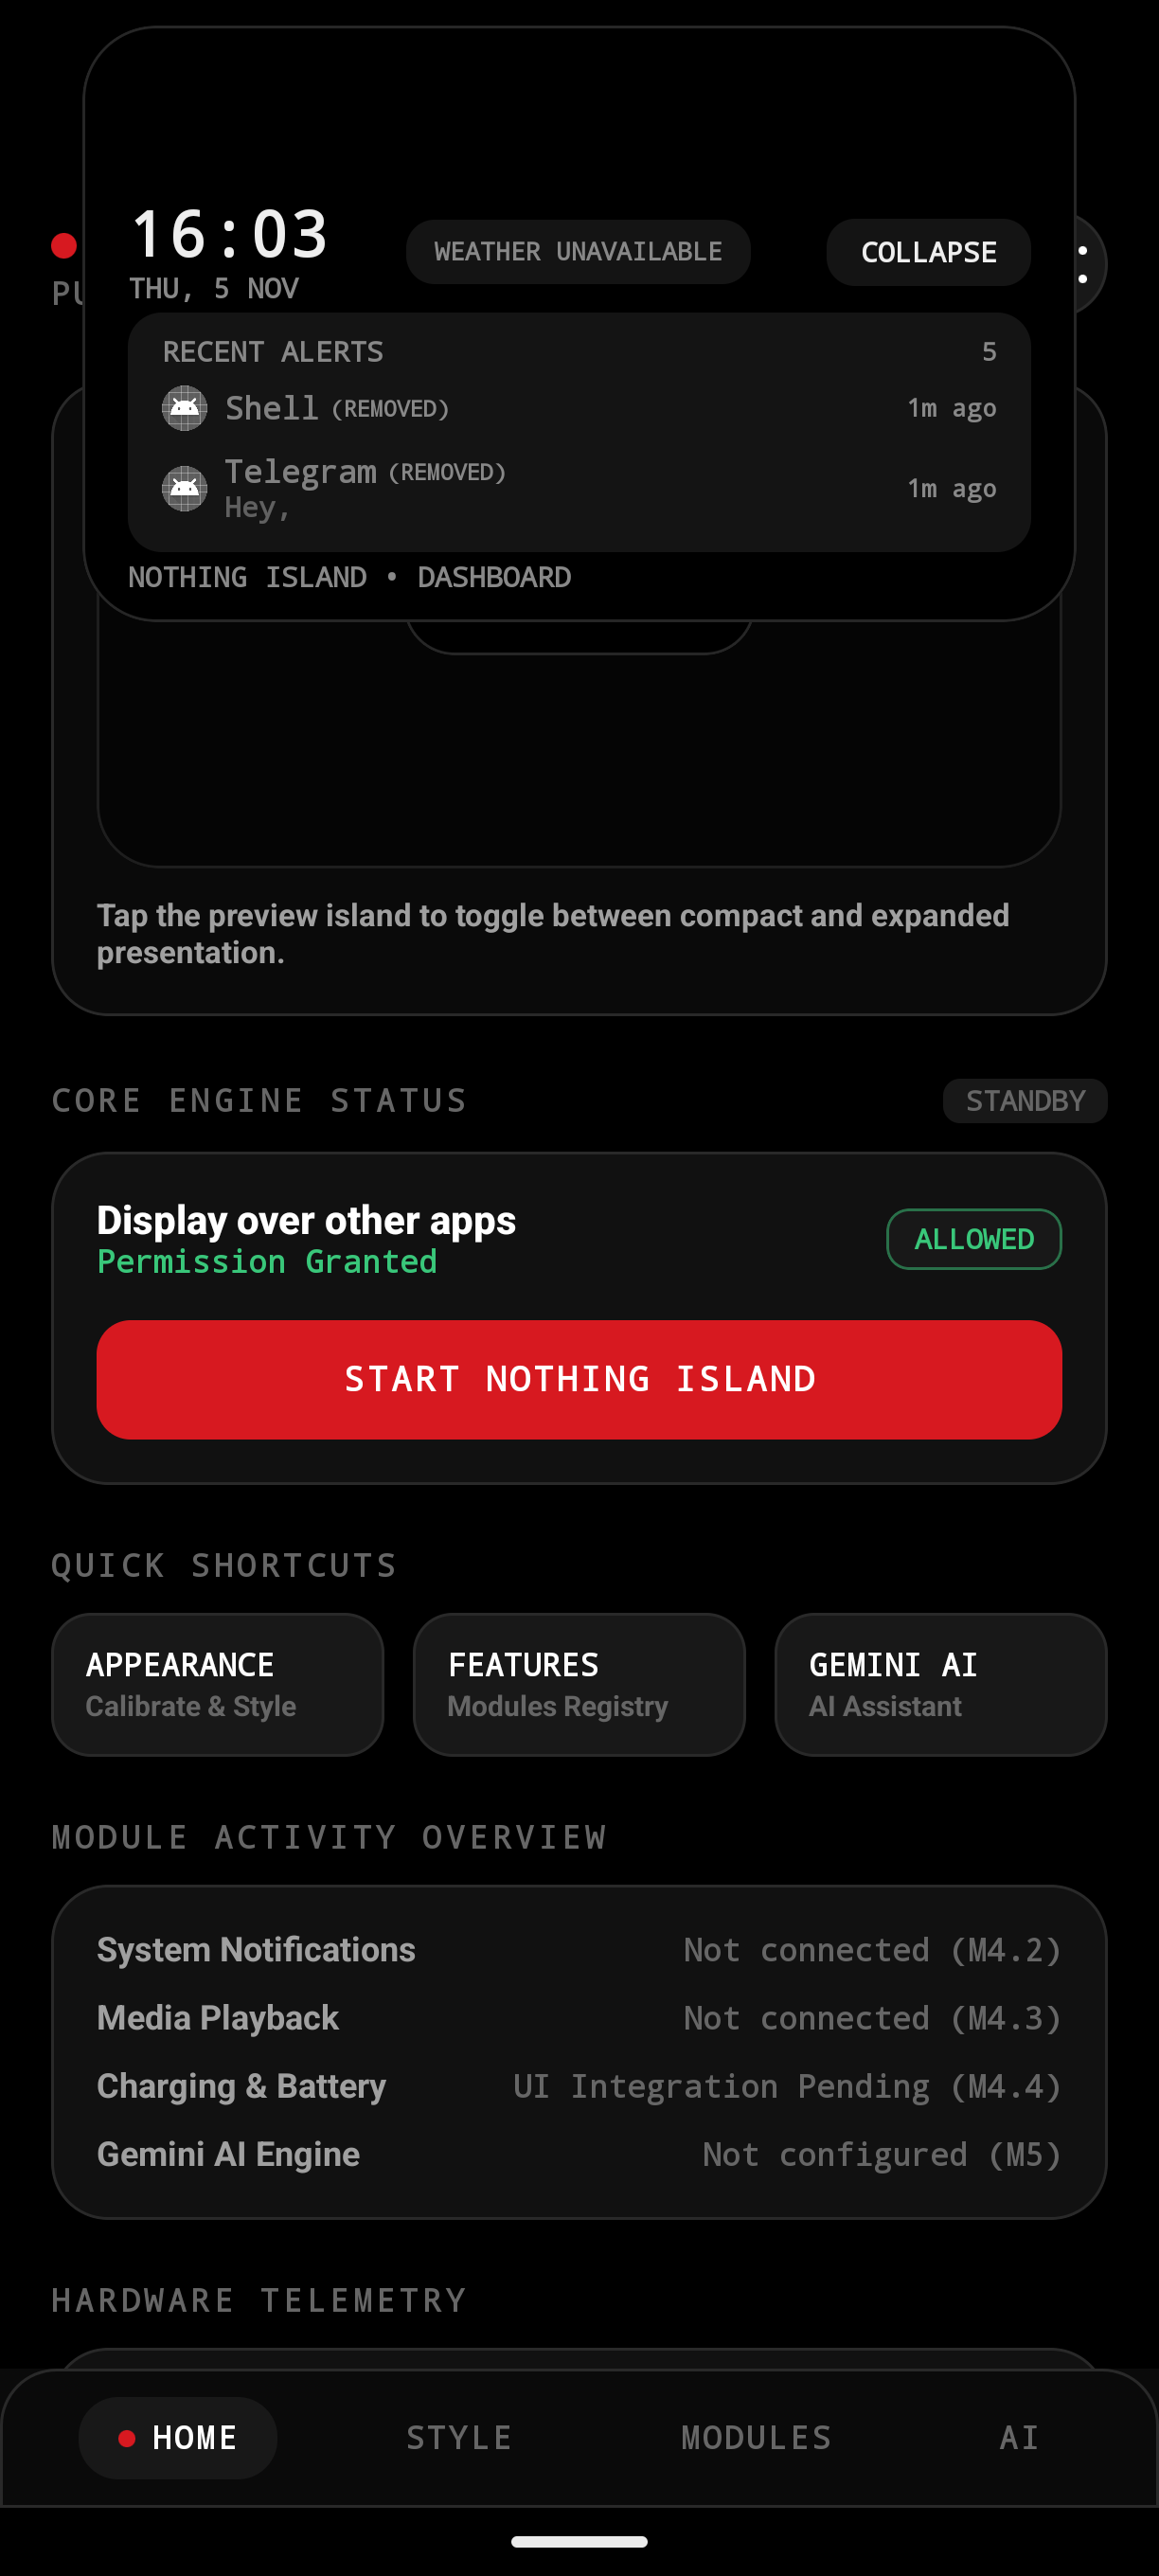 16:03
THU, 5 NOV
WEATHER UNAVAILABLE
COLLAPSE
PU
RECENT ALERTS
5
Shell (REMOVED)
1m ago
Telegram (REMOVED)
Hey,
1m ago
NOTHING ISLAND • DASHBOARD
Tap the preview island to toggle between compact and expanded
presentation.
CORE ENGINE STATUS
STANDBY
Display over other apps
Permission Granted
ALLOWED
START NOTHING ISLAND
QUICK SHORTCUTS
APPEARANCE
Calibrate & Style
FEATURES
Modules Registry
GEMINI AI
AI Assistant
MODULE ACTIVITY OVERVIEW
System Notifications Not connected (M4.2)
Media Playback Not connected (M4.3)
Charging & Battery UI Integration Pending (M4.4)
Gemini AI Engine Not configured (M5)
HARDWARE TELEMETRY
HOME STYLE MODULES AI